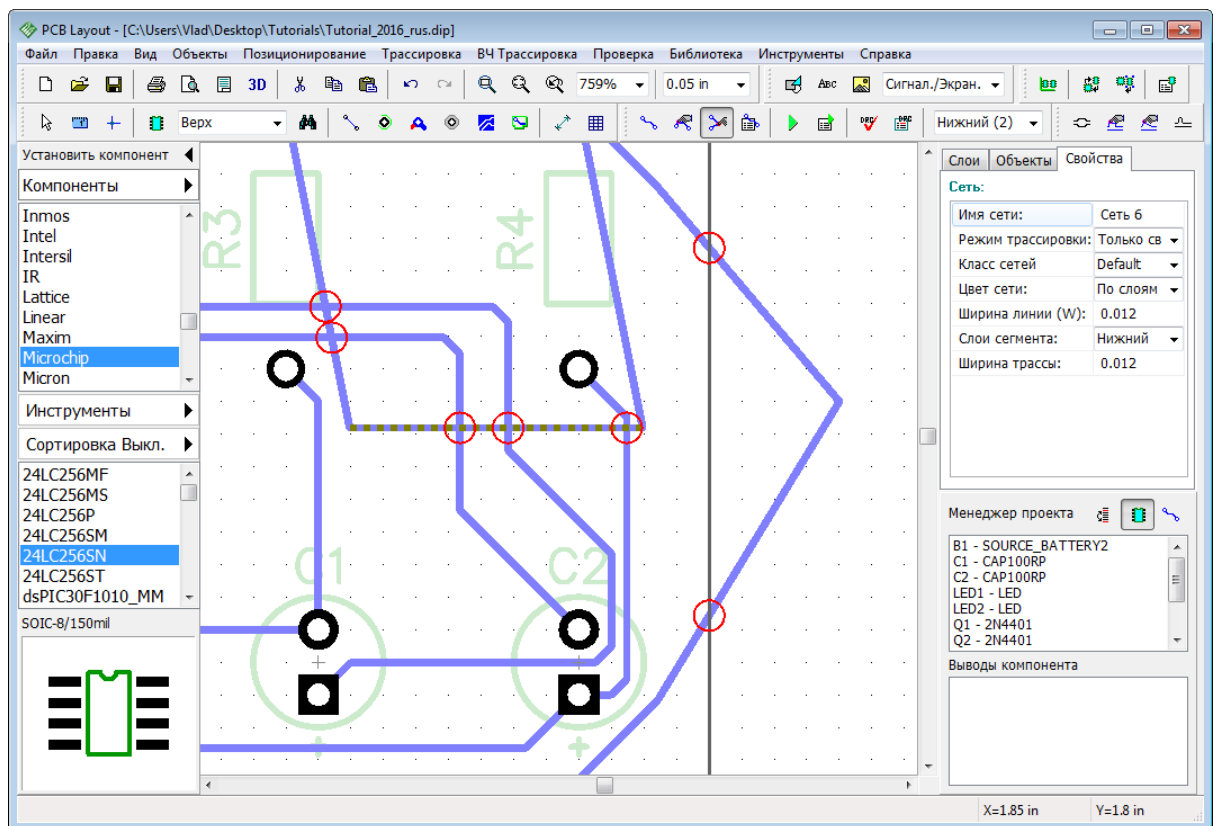 PCB Layout - [C:\Users\Vlad\Desktop\Tutorials\Tutorial_2016_rus.dip]
Файл Правка Вид Объекты Позиционирование Трассировка ВЧ Трассировка Проверка Библиотека Инструменты Справка
3D 759% 0.05 in ABC Сигнал./Экран.
Верх DRC DRC Нижний (2)
Установить компонент
Компоненты
Inmos
Intel
Intersil
IR
Lattice
Linear
Maxim
Microchip
Micron
Инструменты
Сортировка Выкл.
24LC256MF
24LC256MS
24LC256P
24LC256SM
24LC256SN
24LC256ST
dsPIC30F1010_MM
SOIC-8/150mil
R3
R4
C1
C2
+
+
Слои Объекты Свойства
Сеть:
Имя сети: Сеть 6
Режим трассировки: Только св
Класс сетей Default
Цвет сети: По слоям
Ширина линии (W): 0.012
Слои сегмента: Нижний
Ширина трассы: 0.012
Менеджер проекта
B1 - SOURCE_BATTERY2
C1 - CAP100RP
C2 - CAP100RP
LED1 - LED
LED2 - LED
Q1 - 2N4401
Q2 - 2N4401
Выводы компонента
X=1.85 in Y=1.8 in